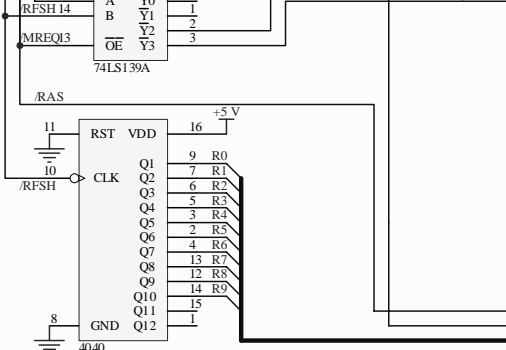 A Y0
/RFSH 14 B Y1 1
Y2 2
/MREQ 13 OE Y3 3
74LS139A
/RAS
+5 V
11 RST VDD 16
Q1 9 R0
10 CLK Q2 7 R1
/RFSH Q3 6 R2
Q4 5 R3
Q5 3 R4
Q6 2 R5
Q7 4 R6
Q8 13 R7
Q9 12 R8
Q10 14 R9
Q11 15
8 GND Q12 1
4040